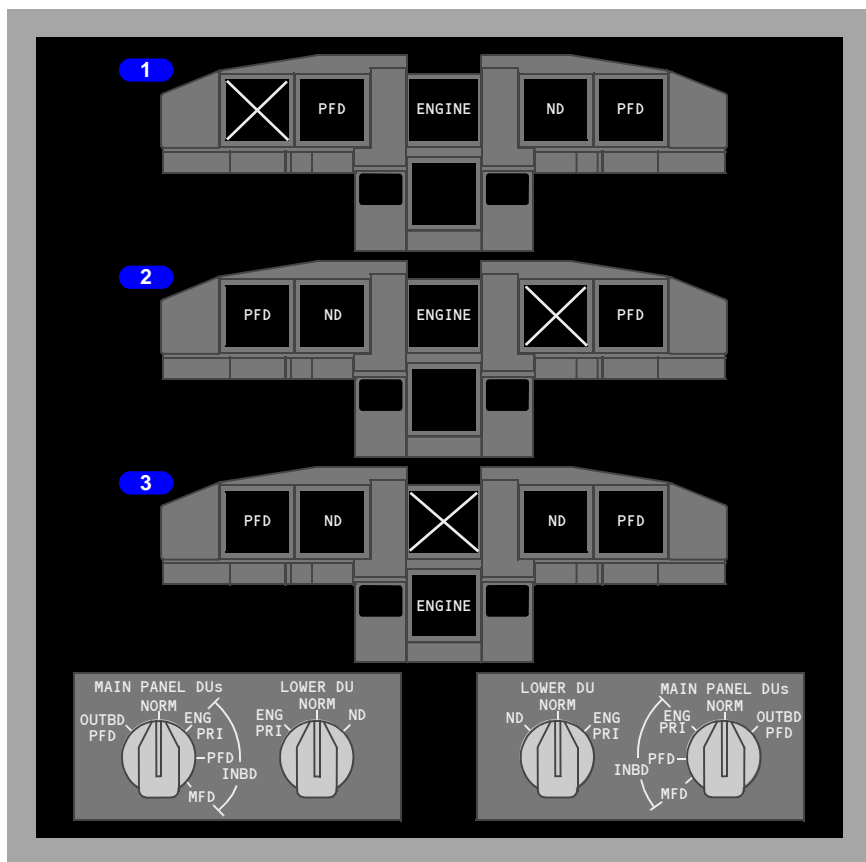 1
PFD
ENGINE
ND
PFD
2
PFD
ND
ENGINE
PFD
3
PFD
ND
ND
PFD
ENGINE
MAIN PANEL DUs
OUTBD
PFD
NORM
ENG
PRI
PFD
INBD
MFD
LOWER DU
ENG
PRI
NORM
ND
LOWER DU
ND
NORM
ENG
PRI
MAIN PANEL DUs
ENG
PRI
NORM
OUTBD
PFD
PFD
INBD
MFD